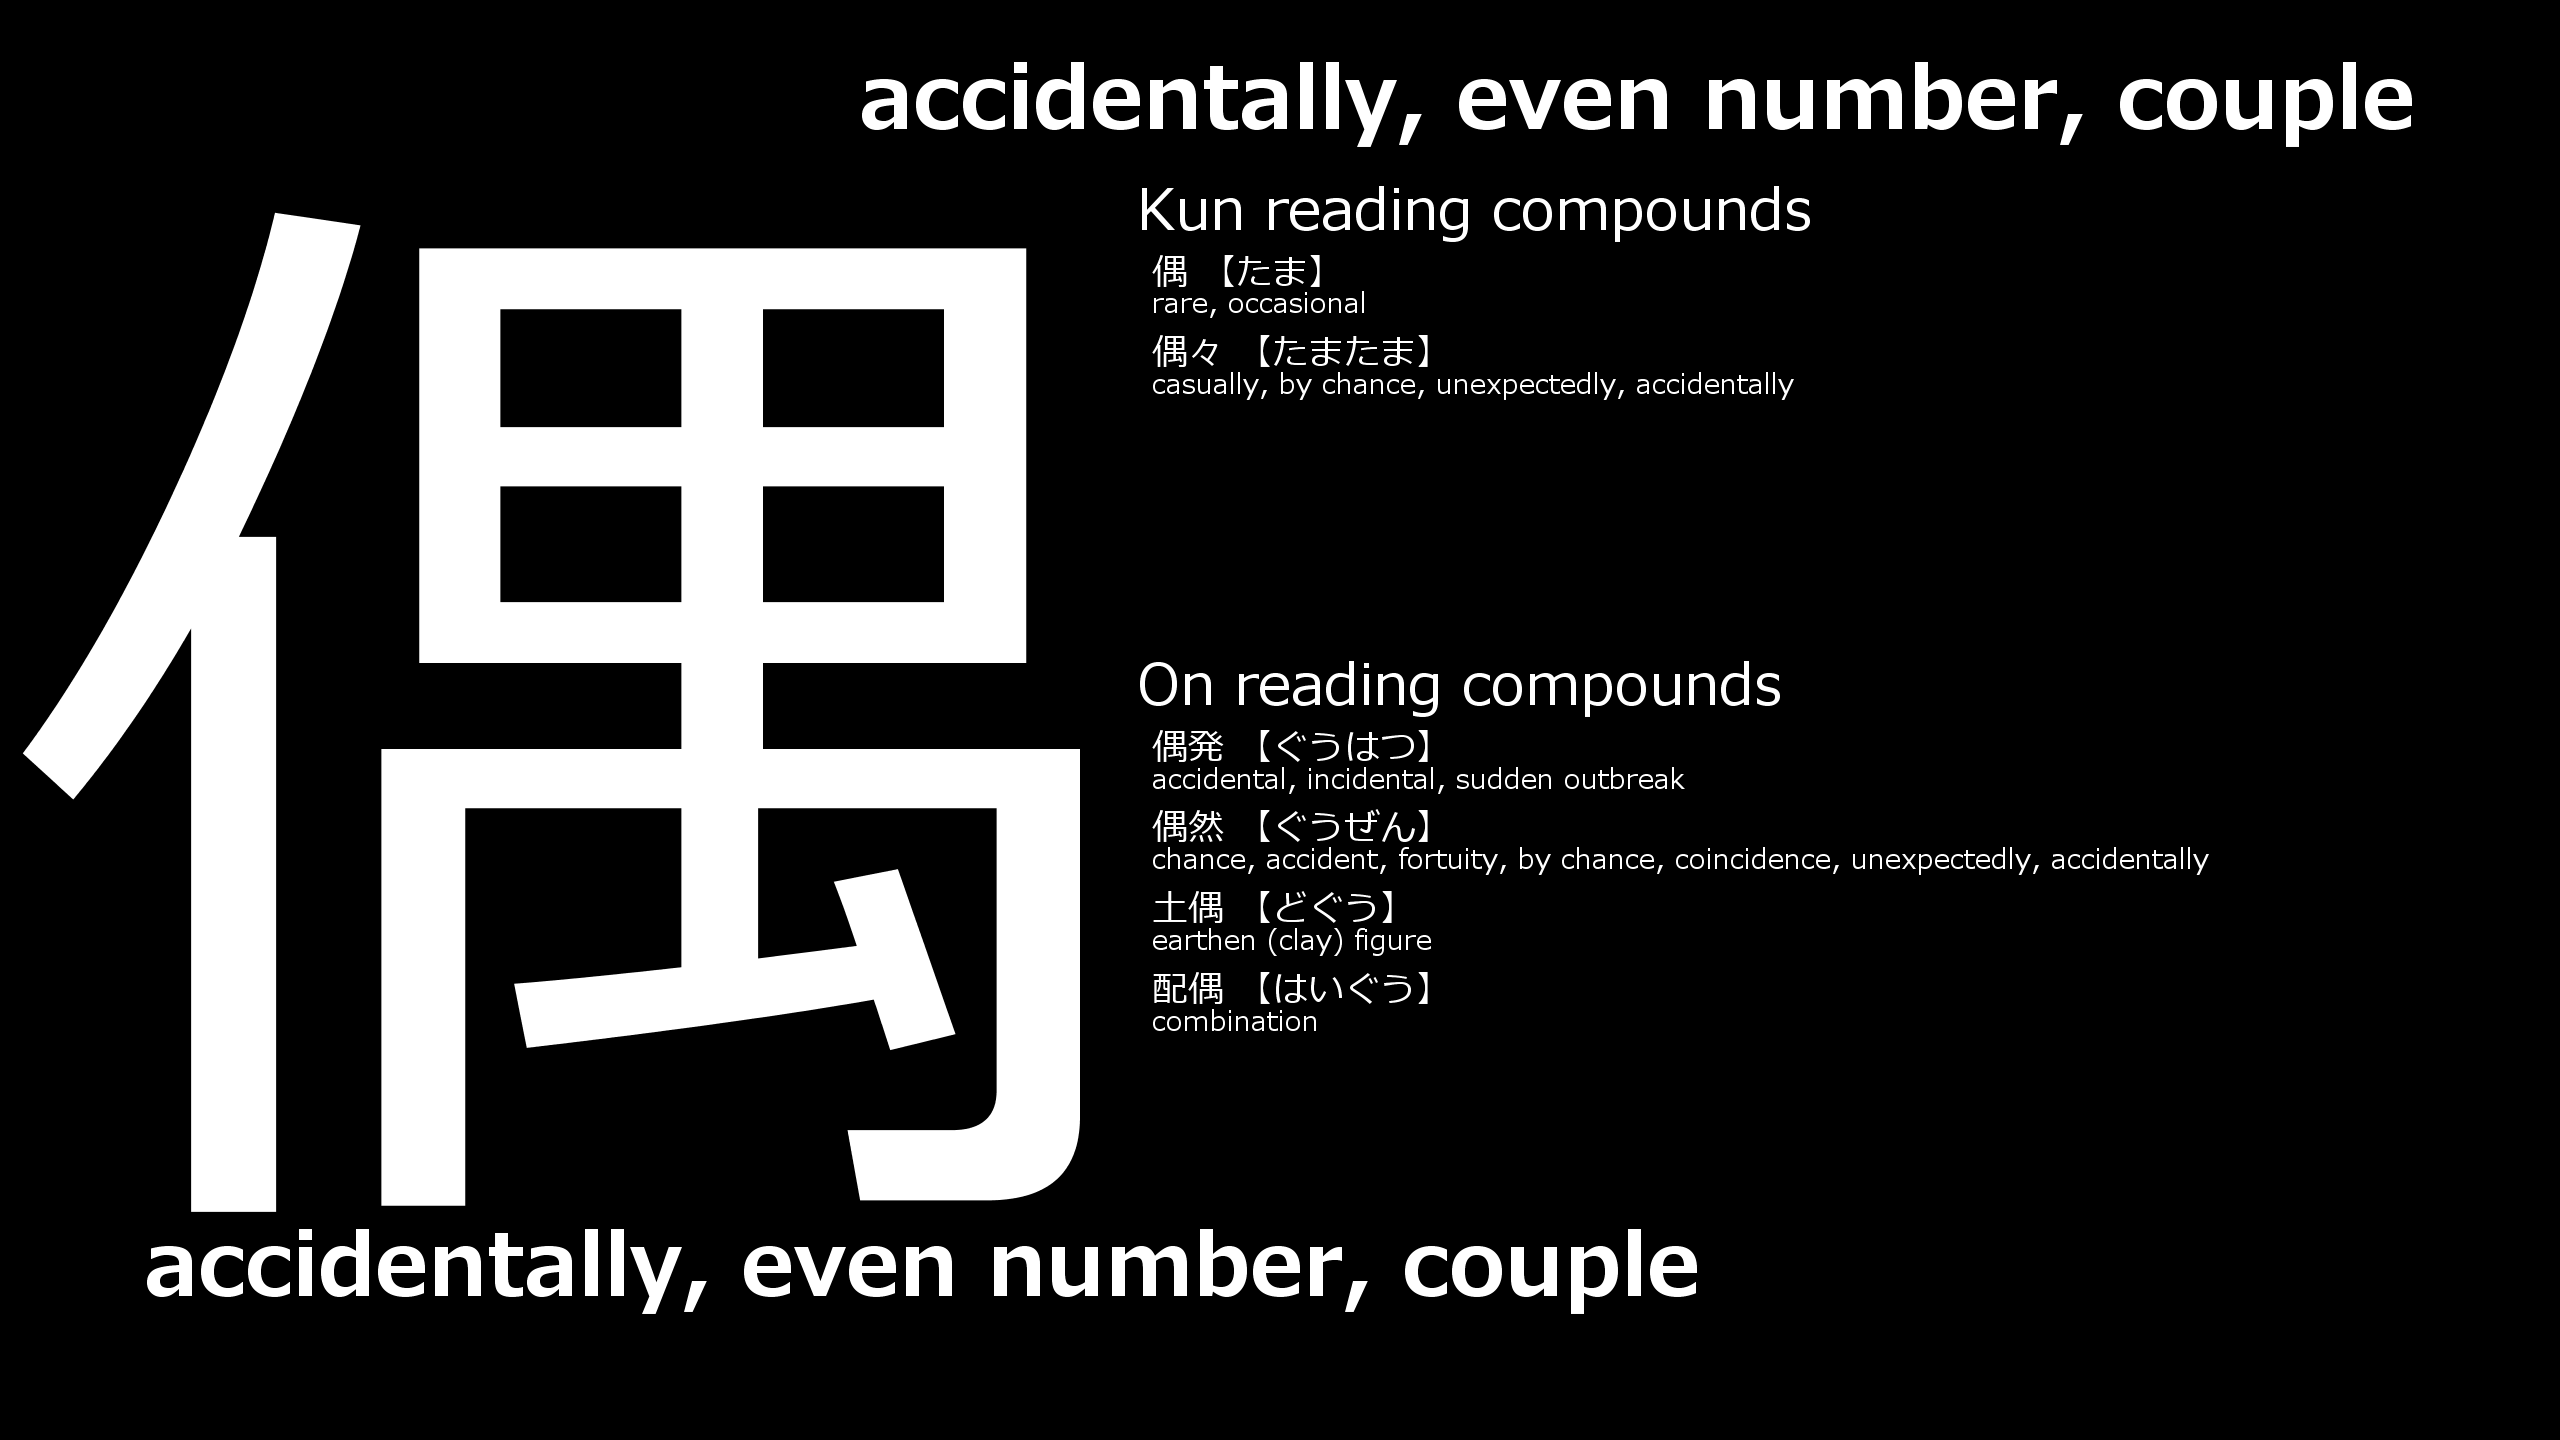 accidentally, even number, couple
偶
Kun reading compounds
偶 【たま】
rare, occasional
偶々 【たまたま】
casually, by chance, unexpectedly, accidentally
On reading compounds
偶発 【ぐうはつ】
accidental, incidental, sudden outbreak
偶然 【ぐうぜん】
chance, accident, fortuity, by chance, coincidence, unexpectedly, accidentally
土偶 【どぐう】
earthen (clay) figure
配偶 【はいぐう】
combination
accidentally, even number, couple